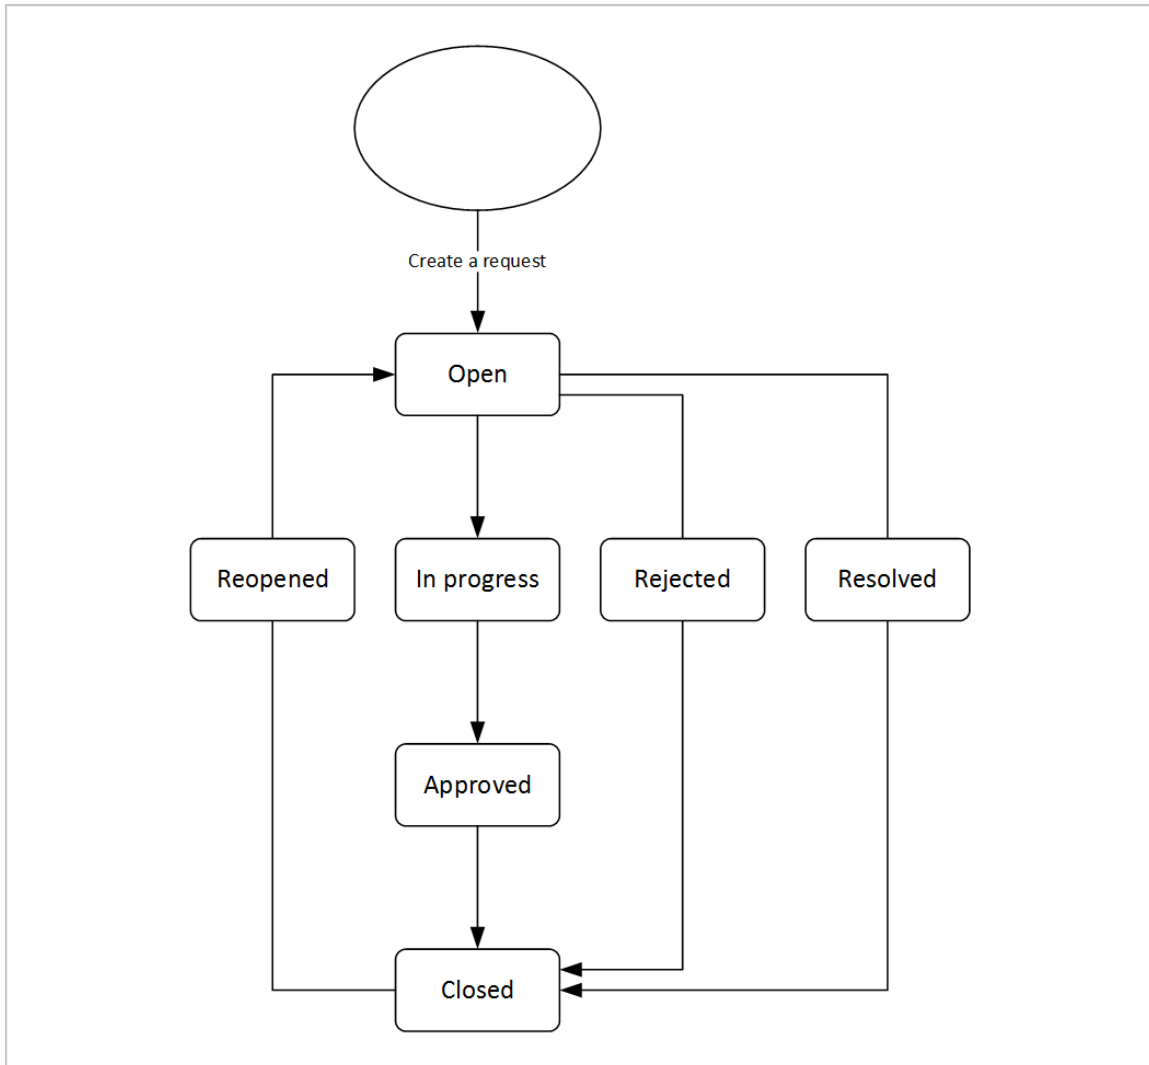 Create a request
Open
Reopened
In progress
Rejected
Resolved
Approved
Closed